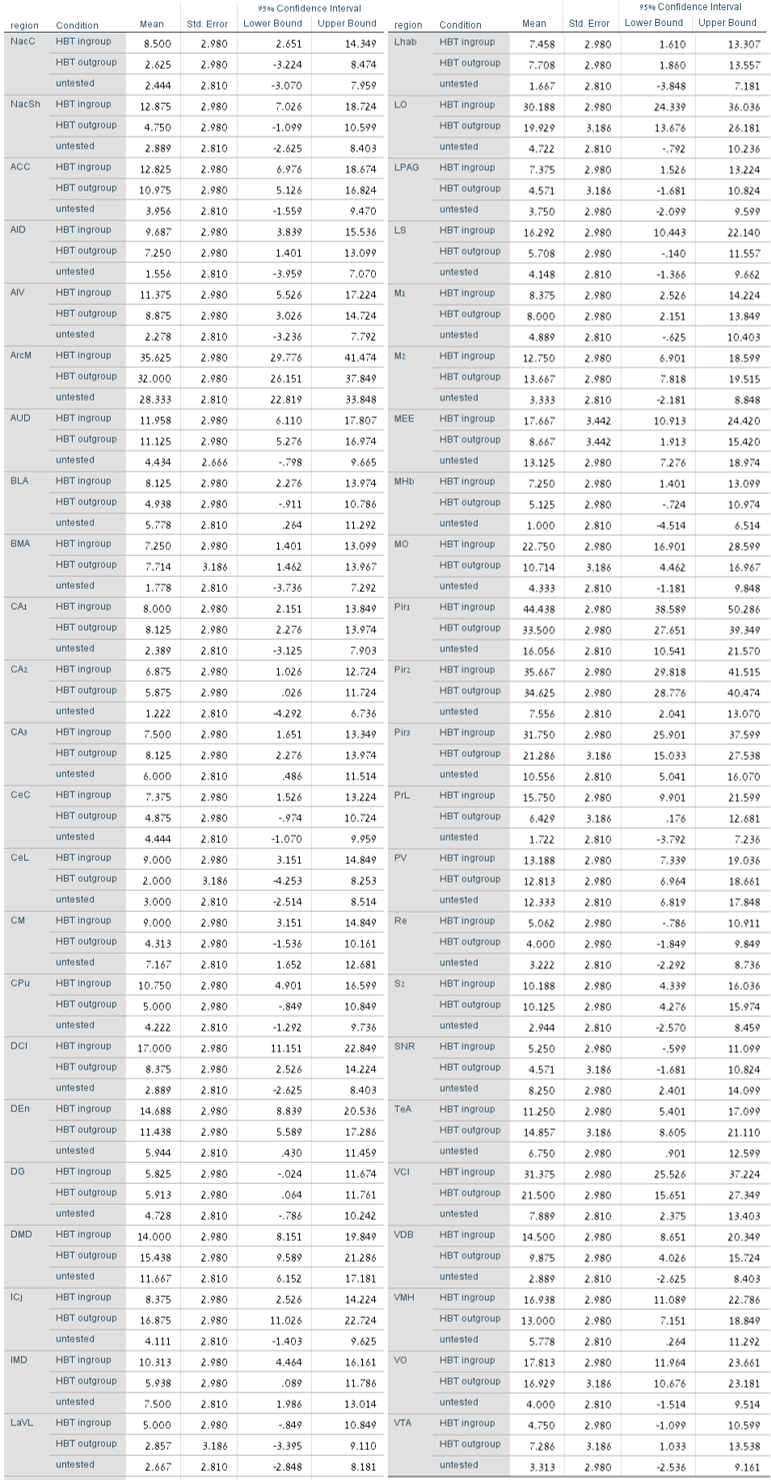 95% Confidence Interval
region Condition Mean Std. Error Lower Bound Upper Bound
NacC HBT ingroup 8.500 2.980 2.651 14.349
HBT outgroup 2.625 2.980 -3.224 8.474
untested 2.444 2.810 -3.070 7.959
NacSh HBT ingroup 12.875 2.980 7.026 18.724
HBT outgroup 4.750 2.980 -1.099 10.599
untested 2.889 2.810 -2.625 8.403
ACC HBT ingroup 12.825 2.980 6.976 18.674
HBT outgroup 10.975 2.980 5.126 16.824
untested 3.956 2.810 -1.559 9.470
AID HBT ingroup 9.687 2.980 3.839 15.536
HBT outgroup 7.250 2.980 1.401 13.099
untested 1.556 2.810 -3.959 7.070
AIV HBT ingroup 11.375 2.980 5.526 17.224
HBT outgroup 8.875 2.980 3.026 14.724
untested 2.278 2.810 -3.236 7.792
ArcM HBT ingroup 35.625 2.980 29.776 41.474
HBT outgroup 32.000 2.980 26.151 37.849
untested 28.333 2.810 22.819 33.848
AUD HBT ingroup 11.958 2.980 6.110 17.807
HBT outgroup 11.125 2.980 5.276 16.974
untested 4.434 2.666 -.798 9.665
BLA HBT ingroup 8.125 2.980 2.276 13.974
HBT outgroup 4.938 2.980 -.911 10.786
untested 5.778 2.810 .264 11.292
BMA HBT ingroup 7.250 2.980 1.401 13.099
HBT outgroup 7.714 3.186 1.462 13.967
untested 1.778 2.810 -3.736 7.292
CA1 HBT ingroup 8.000 2.980 2.151 13.849
HBT outgroup 8.125 2.980 2.276 13.974
untested 2.389 2.810 -3.125 7.903
CA2 HBT ingroup 6.875 2.980 1.026 12.724
HBT outgroup 5.875 2.980 .026 11.724
untested 1.222 2.810 -4.292 6.736
CA3 HBT ingroup 7.500 2.980 1.651 13.349
HBT outgroup 8.125 2.980 2.276 13.974
untested 6.000 2.810 .486 11.514
CeC HBT ingroup 7.375 2.980 1.526 13.224
HBT outgroup 4.875 2.980 -.974 10.724
untested 4.444 2.810 -1.070 9.959
CeL HBT ingroup 9.000 2.980 3.151 14.849
HBT outgroup 2.000 3.186 -4.253 8.253
untested 3.000 2.810 -2.514 8.514
CM HBT ingroup 9.000 2.980 3.151 14.849
HBT outgroup 4.313 2.980 -1.536 10.161
untested 7.167 2.810 1.652 12.681
CPu HBT ingroup 10.750 2.980 4.901 16.599
HBT outgroup 5.000 2.980 -.849 10.849
untested 4.222 2.810 -1.292 9.736
DCI HBT ingroup 17.000 2.980 11.151 22.849
HBT outgroup 8.375 2.980 2.526 14.224
untested 2.889 2.810 -2.625 8.403
DEn HBT ingroup 14.688 2.980 8.839 20.536
HBT outgroup 11.438 2.980 5.589 17.286
untested 5.944 2.810 .430 11.459
DG HBT ingroup 5.825 2.980 -.024 11.674
HBT outgroup 5.913 2.980 .064 11.761
untested 4.728 2.810 -.786 10.242
DMD HBT ingroup 14.000 2.980 8.151 19.849
HBT outgroup 15.438 2.980 9.589 21.286
untested 11.667 2.810 6.152 17.181
ICj HBT ingroup 8.375 2.980 2.526 14.224
HBT outgroup 16.875 2.980 11.026 22.724
untested 4.111 2.810 -1.403 9.625
IMD HBT ingroup 10.313 2.980 4.464 16.161
HBT outgroup 5.938 2.980 .089 11.786
untested 7.500 2.810 1.986 13.014
LaVL HBT ingroup 5.000 2.980 -.849 10.849
HBT outgroup 2.857 3.186 -3.395 9.110
untested 2.667 2.810 -2.848 8.181
95% Confidence Interval
region Condition Mean Std. Error Lower Bound Upper Bound
Lhab HBT ingroup 7.458 2.980 1.610 13.307
HBT outgroup 7.708 2.980 1.860 13.557
untested 1.667 2.810 -3.848 7.181
LO HBT ingroup 30.188 2.980 24.339 36.036
HBT outgroup 19.929 3.186 13.676 26.181
untested 4.722 2.810 -.792 10.236
LPAG HBT ingroup 7.375 2.980 1.526 13.224
HBT outgroup 4.571 3.186 -1.681 10.824
untested 3.750 2.980 -2.099 9.599
LS HBT ingroup 16.292 2.980 10.443 22.140
HBT outgroup 5.708 2.980 -.140 11.557
untested 4.148 2.810 -1.366 9.662
M1 HBT ingroup 8.375 2.980 2.526 14.224
HBT outgroup 8.000 2.980 2.151 13.849
untested 4.889 2.810 -.625 10.403
M2 HBT ingroup 12.750 2.980 6.901 18.599
HBT outgroup 13.667 2.980 7.818 19.515
untested 3.333 2.810 -2.181 8.848
MEE HBT ingroup 17.667 3.442 10.913 24.420
HBT outgroup 8.667 3.442 1.913 15.420
untested 13.125 2.980 7.276 18.974
MHb HBT ingroup 7.250 2.980 1.401 13.099
HBT outgroup 5.125 2.980 -.724 10.974
untested 1.000 2.810 -4.514 6.514
MO HBT ingroup 22.750 2.980 16.901 28.599
HBT outgroup 10.714 3.186 4.462 16.967
untested 4.333 2.810 -1.181 9.848
Pir1 HBT ingroup 44.438 2.980 38.589 50.286
HBT outgroup 33.500 2.980 27.651 39.349
untested 16.056 2.810 10.541 21.570
Pir2 HBT ingroup 35.667 2.980 29.818 41.515
HBT outgroup 34.625 2.980 28.776 40.474
untested 7.556 2.810 2.041 13.070
Pir3 HBT ingroup 31.750 2.980 25.901 37.599
HBT outgroup 21.286 3.186 15.033 27.538
untested 10.556 2.810 5.041 16.070
PrL HBT ingroup 15.750 2.980 9.901 21.599
HBT outgroup 6.429 3.186 .176 12.681
untested 1.722 2.810 -3.792 7.236
PV HBT ingroup 13.188 2.980 7.339 19.036
HBT outgroup 12.813 2.980 6.964 18.661
untested 12.333 2.810 6.819 17.848
Re HBT ingroup 5.062 2.980 -.786 10.911
HBT outgroup 4.000 2.980 -1.849 9.849
untested 3.222 2.810 -2.292 8.736
S2 HBT ingroup 10.188 2.980 4.339 16.036
HBT outgroup 10.125 2.980 4.276 15.974
untested 2.944 2.810 -2.570 8.459
SNR HBT ingroup 5.250 2.980 -.599 11.099
HBT outgroup 4.571 3.186 -1.681 10.824
untested 8.250 2.980 2.401 14.099
TeA HBT ingroup 11.250 2.980 5.401 17.099
HBT outgroup 14.857 3.186 8.605 21.110
untested 6.750 2.980 .901 12.599
VCI HBT ingroup 31.375 2.980 25.526 37.224
HBT outgroup 21.500 2.980 15.651 27.349
untested 7.889 2.810 2.375 13.403
VDB HBT ingroup 14.500 2.980 8.651 20.349
HBT outgroup 9.875 2.980 4.026 15.724
untested 2.889 2.810 -2.625 8.403
VMH HBT ingroup 16.938 2.980 11.089 22.786
HBT outgroup 13.000 2.980 7.151 18.849
untested 5.778 2.810 .264 11.292
VO HBT ingroup 17.813 2.980 11.964 23.661
HBT outgroup 16.929 3.186 10.676 23.181
untested 4.000 2.810 -1.514 9.514
VTA HBT ingroup 4.750 2.980 -1.099 10.599
HBT outgroup 7.286 3.186 1.033 13.538
untested 3.313 2.980 -2.536 9.161